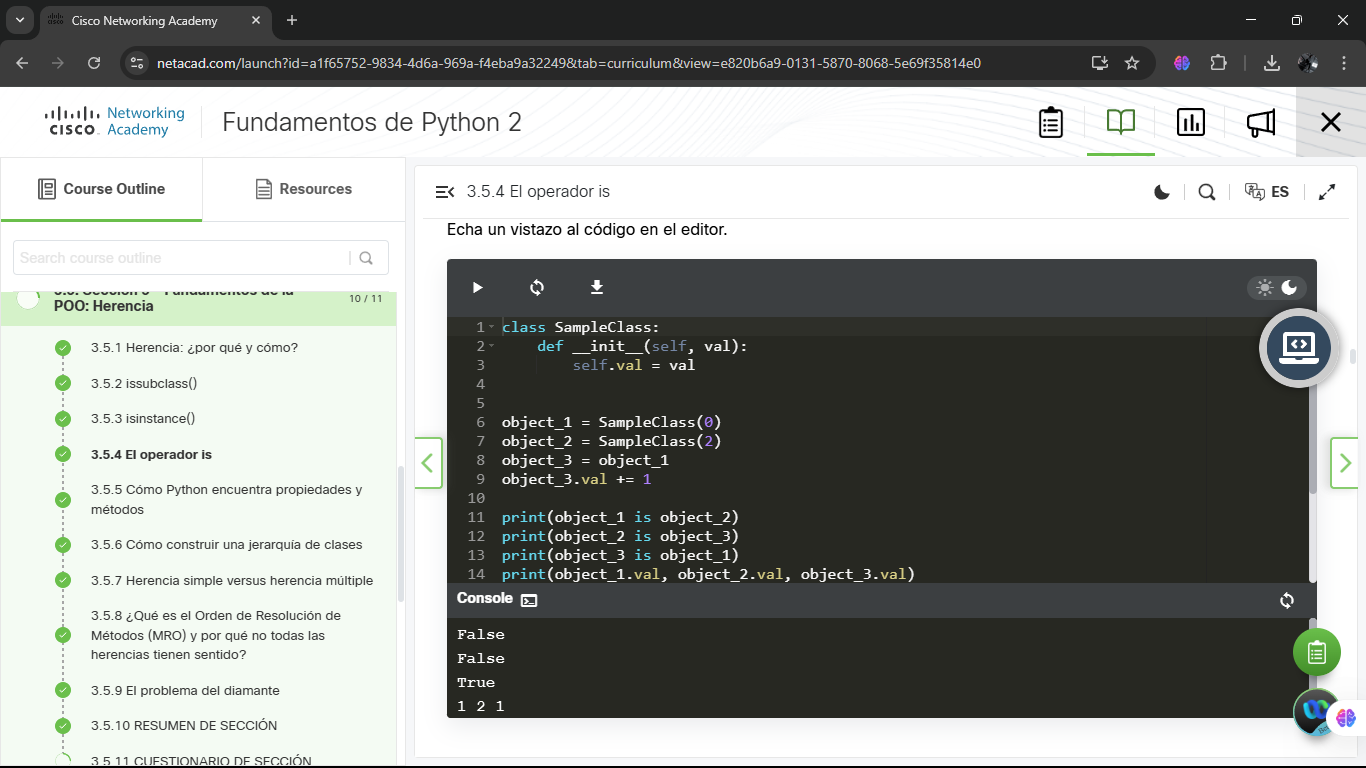 Cisco Networking Academy
netacad.com/launch?id=a1f65752-9834-4d6a-969a-f4eba9a32249&tab=curriculum&view=e820b6a9-0131-5870-8068-5e69f35814e0
CISCO Networking Academy
Fundamentos de Python 2
Course Outline
Resources
Search course outline
3.5. Sección 5 – Fundamentos de la
POO: Herencia
10 / 11
3.5.1 Herencia: ¿por qué y cómo?
3.5.2 issubclass()
3.5.3 isinstance()
3.5.4 El operador is
3.5.5 Cómo Python encuentra propiedades y
métodos
3.5.6 Cómo construir una jerarquía de clases
3.5.7 Herencia simple versus herencia múltiple
3.5.8 ¿Qué es el Orden de Resolución de
Métodos (MRO) y por qué no todas las
herencias tienen sentido?
3.5.9 El problema del diamante
3.5.10 RESUMEN DE SECCIÓN
3.5.11 CUESTIONARIO DE SECCIÓN
3.5.4 El operador is
ES
Echa un vistazo al código en el editor.
1 class SampleClass:
2     def __init__(self, val):
3         self.val = val
4
5
6 object_1 = SampleClass(0)
7 object_2 = SampleClass(2)
8 object_3 = object_1
9 object_3.val += 1
10
11 print(object_1 is object_2)
12 print(object_2 is object_3)
13 print(object_3 is object_1)
14 print(object_1.val, object_2.val, object_3.val)
Console
False
False
True
1 2 1